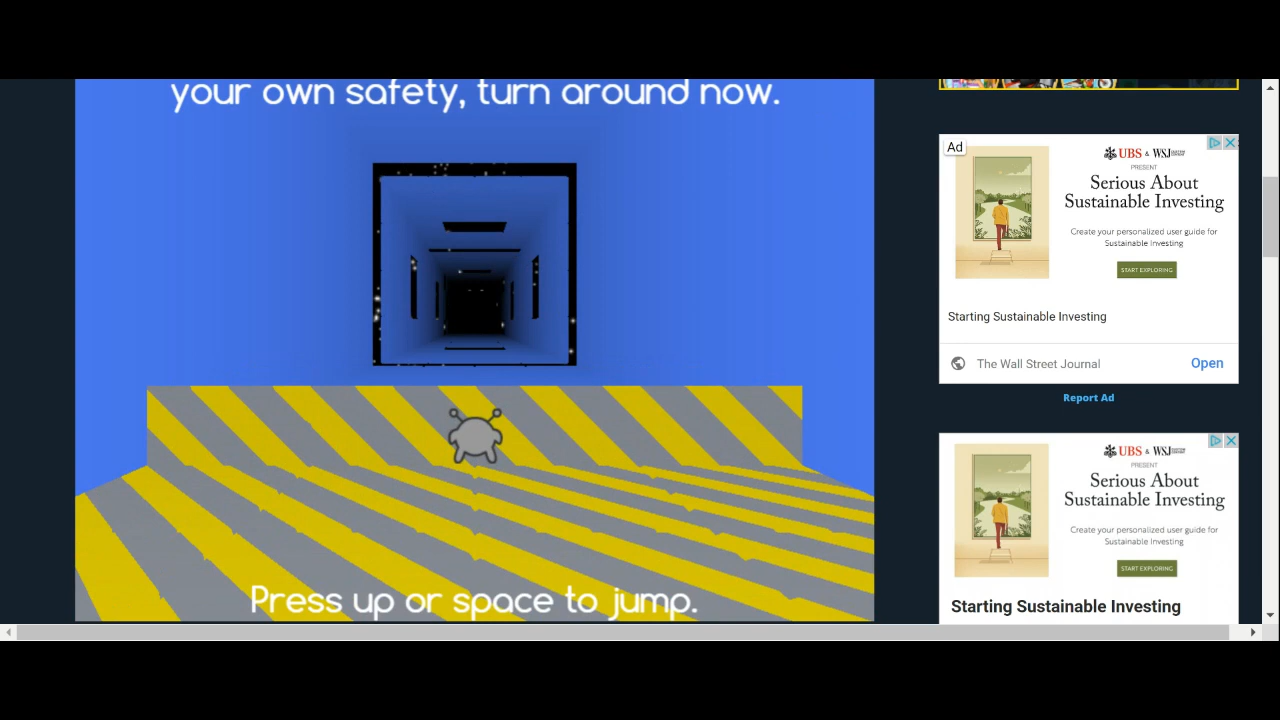 your own safety, turn around now.
Press up or space to jump.
Ad
UBS & WSJ
PRESENT
Serious About
Sustainable Investing
Create your personalized user guide for
Sustainable Investing
START EXPLORING
Starting Sustainable Investing
The Wall Street Journal
Open
Report Ad
UBS & WSJ
PRESENT
Serious About
Sustainable Investing
Create your personalized user guide for
Sustainable Investing
START EXPLORING
Starting Sustainable Investing